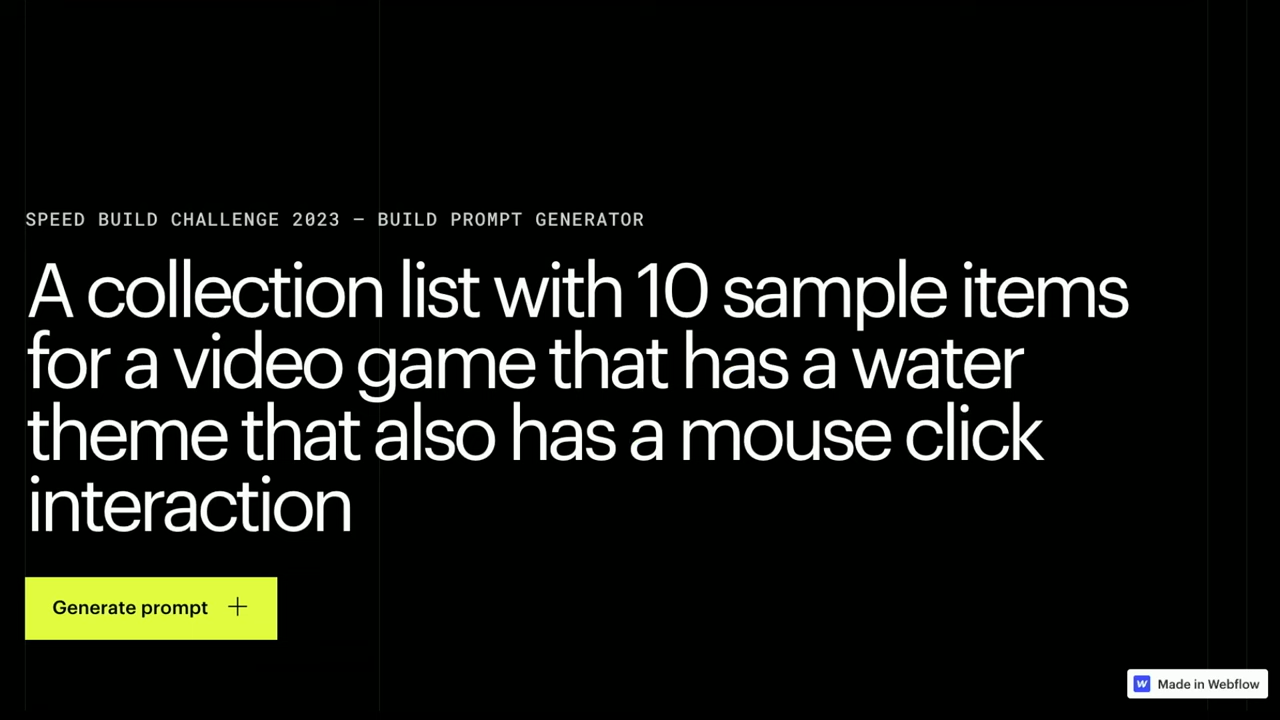 SPEED BUILD CHALLENGE 2023 — BUILD PROMPT GENERATOR
A collection list with 10 sample items
for a video game that has a water
theme that also has a mouse click
interaction
Generate prompt
Made in Webflow